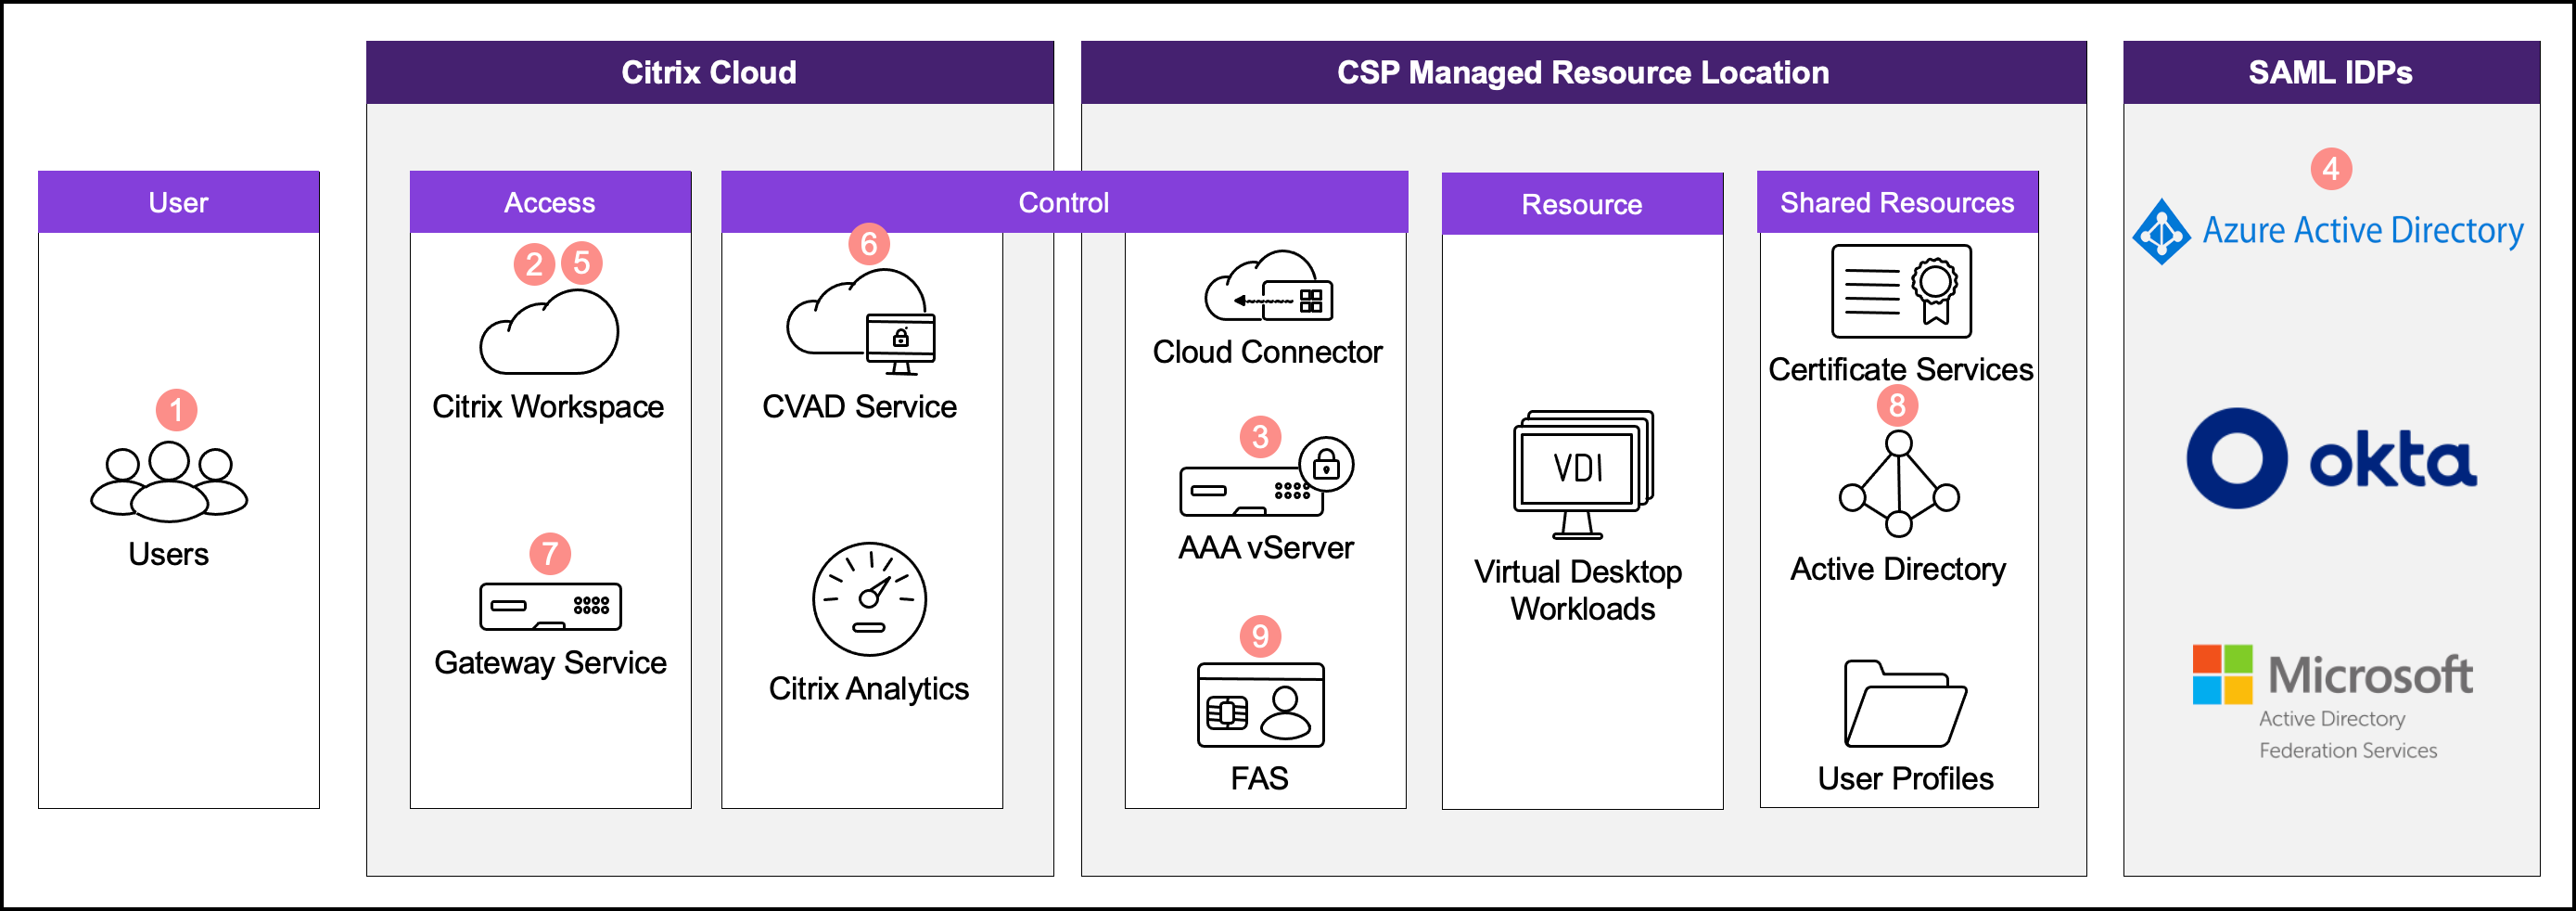 Citrix Cloud
CSP Managed Resource Location
SAML IDPs
User
1
Users
Access
2 5
Citrix Workspace
7
Gateway Service
Control
6
CVAD Service
Citrix Analytics
Cloud Connector
3
AAA vServer
9
FAS
Resource
VDI
Virtual Desktop
Workloads
Shared Resources
Certificate Services
8
Active Directory
User Profiles
4
Azure Active Directory
okta
Microsoft
Active Directory
Federation Services